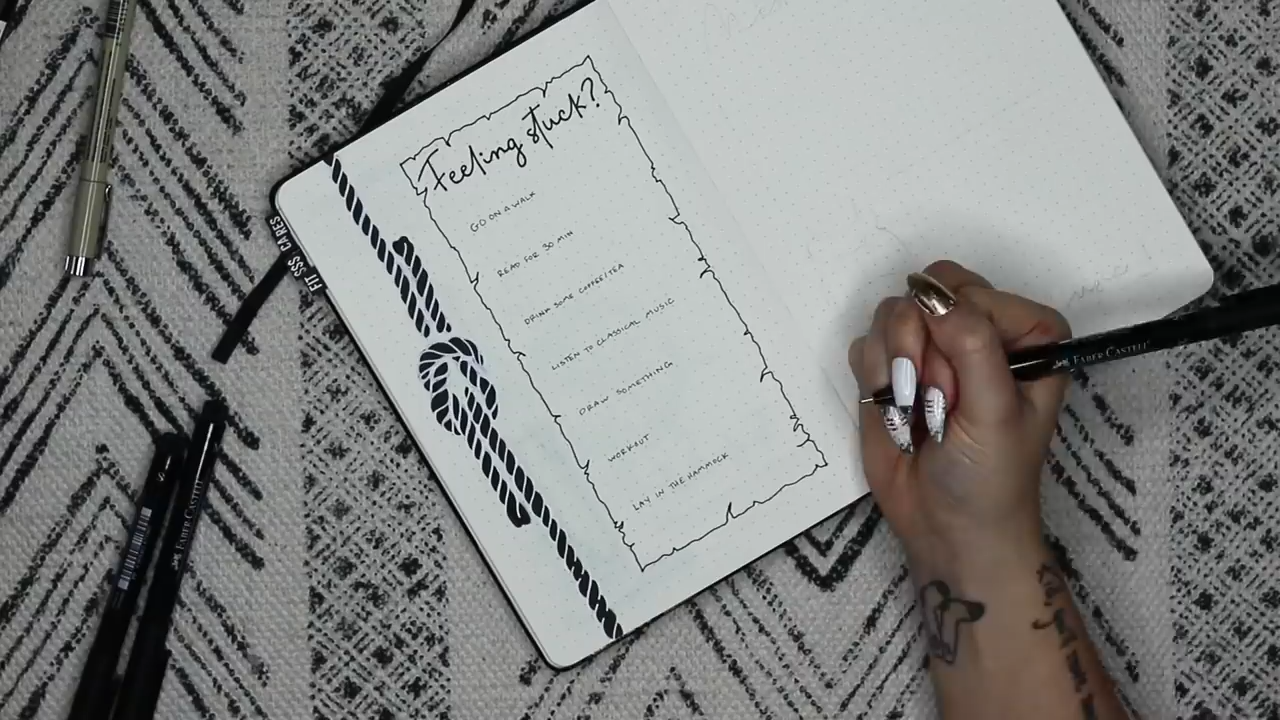 Feeling stuck?
GO ON A WALK
READ FOR 30 MIN
DRINK SOME COFFEE/TEA
LISTEN TO CLASSICAL MUSIC
DRAW SOMETHING
WORKOUT
LAY IN THE HAMMOCK
FIT SSS CARES
FABER CASTELL
FABER CASTELL
S